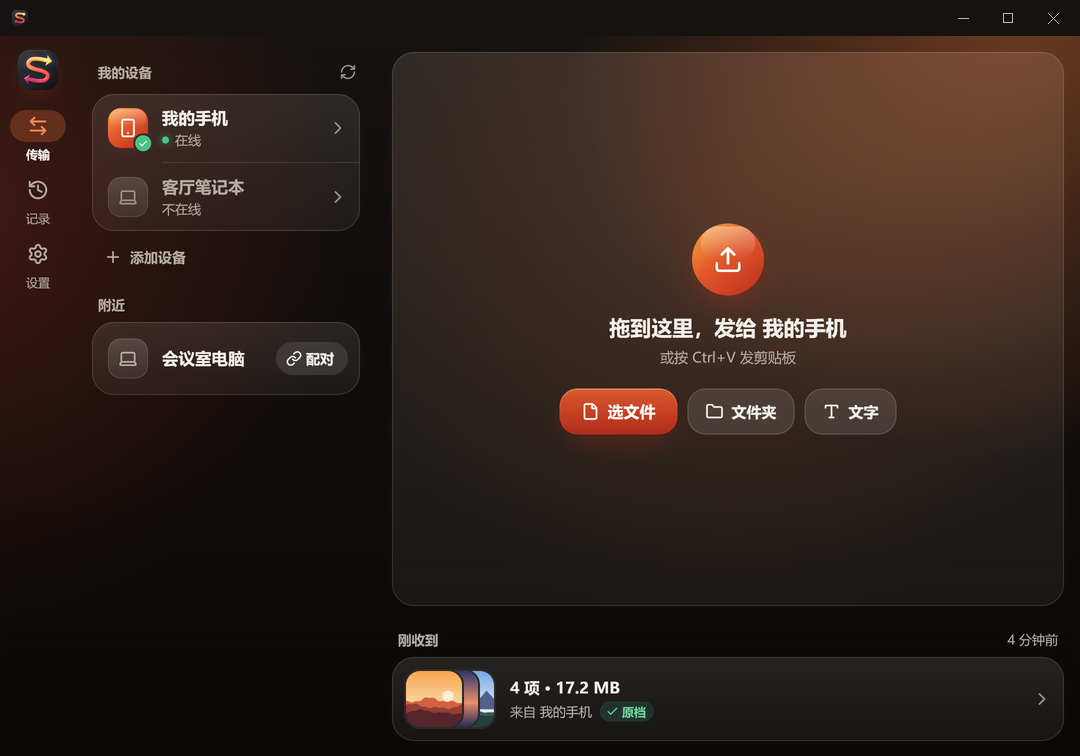 传输
记录
设置
我的设备
我的手机
在线
客厅笔记本
不在线
添加设备
附近
会议室电脑
配对
拖到这里，发给 我的手机
或按 Ctrl+V 发剪贴板
选文件
文件夹
文字
刚收到
4 分钟前
4 项 • 17.2 MB
来自 我的手机
原档